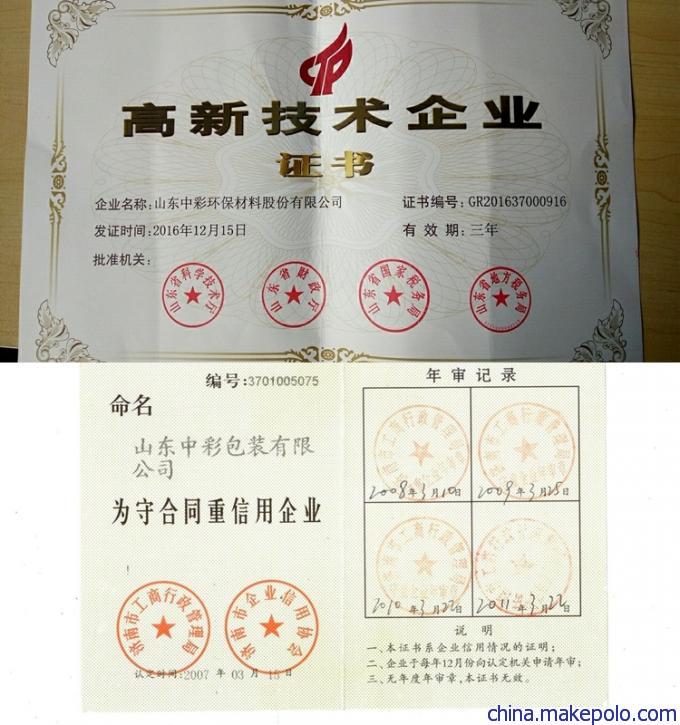 高新技术企业
证书
企业名称:山东中彩环保材料股份有限公司
证书编号:GR201637000916
发证时间:2016年12月15日
有 效 期:三年
批准机关:
山东省科学技术厅
山东省财政厅
山东省国家税务局
山东省地方税务局
编号:3701005075
命名
山东中彩包装有限
公司
为守合同重信用企业
济南市工商行政管理局
济南市企业信用协会
认定时间:2007 年 03 月 15日
年审记录
2008年3月10日
2009年3月25日
2010年3月22日
2011年3月22日
说 明
一、本证书系企业信用情况的证明;
二、企业于每年12月份向认定机关申请年审;
三、无年度年审章,本证书无效。
china.makepolo.com